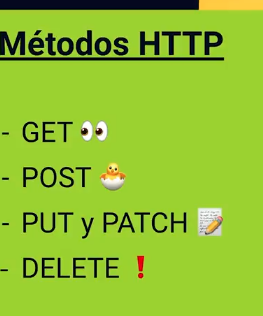 Métodos HTTP
- GET 👀
- POST 🐣
- PUT y PATCH 📝
- DELETE ❗